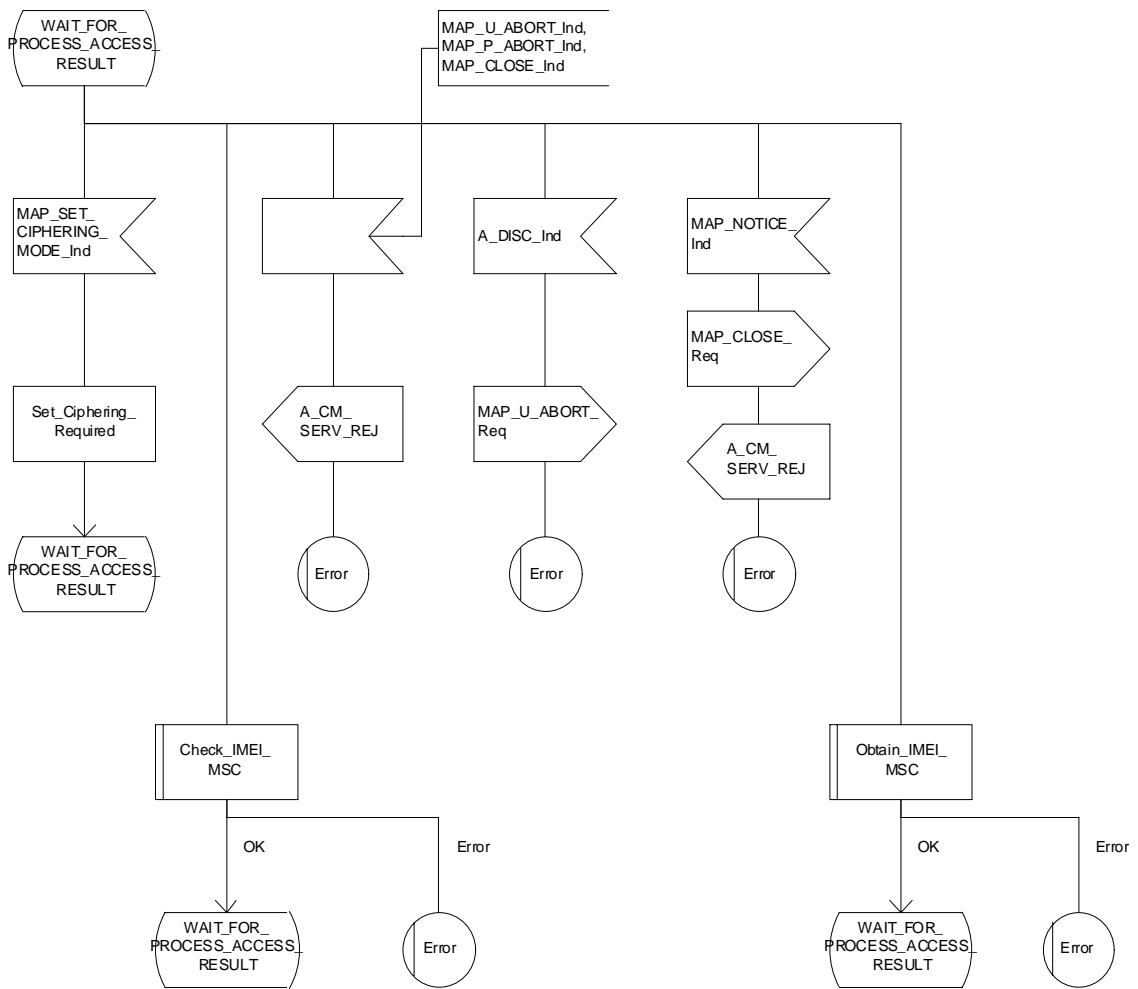 WAIT_FOR_
PROCESS_ACCESS_
RESULT
MAP_U_ABORT_Ind,
MAP_P_ABORT_Ind,
MAP_CLOSE_Ind
MAP_SET_
CIPHERING_
MODE_Ind
A_DISC_Ind
MAP_NOTICE_
Ind
MAP_CLOSE_
Req
Set_Ciphering_
Required
A_CM_
SERV_REJ
MAP_U_ABORT_
Req
A_CM_
SERV_REJ
WAIT_FOR_
PROCESS_ACCESS_
RESULT
Error
Error
Error
Check_IMEI_
MSC
Obtain_IMEI_
MSC
OK
Error
OK
Error
WAIT_FOR_
PROCESS_ACCESS_
RESULT
Error
WAIT_FOR_
PROCESS_ACCESS_
RESULT
Error